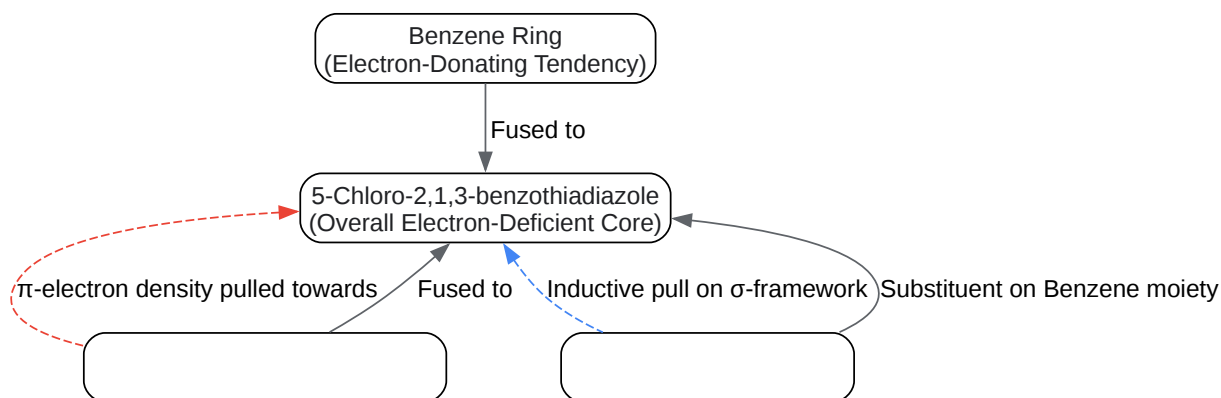 Benzene Ring
(Electron-Donating Tendency)
Fused to
5-Chloro-2,1,3-benzothiadiazole
(Overall Electron-Deficient Core)
π-electron density pulled towards
Fused to
Inductive pull on σ-framework
Substituent on Benzene moiety